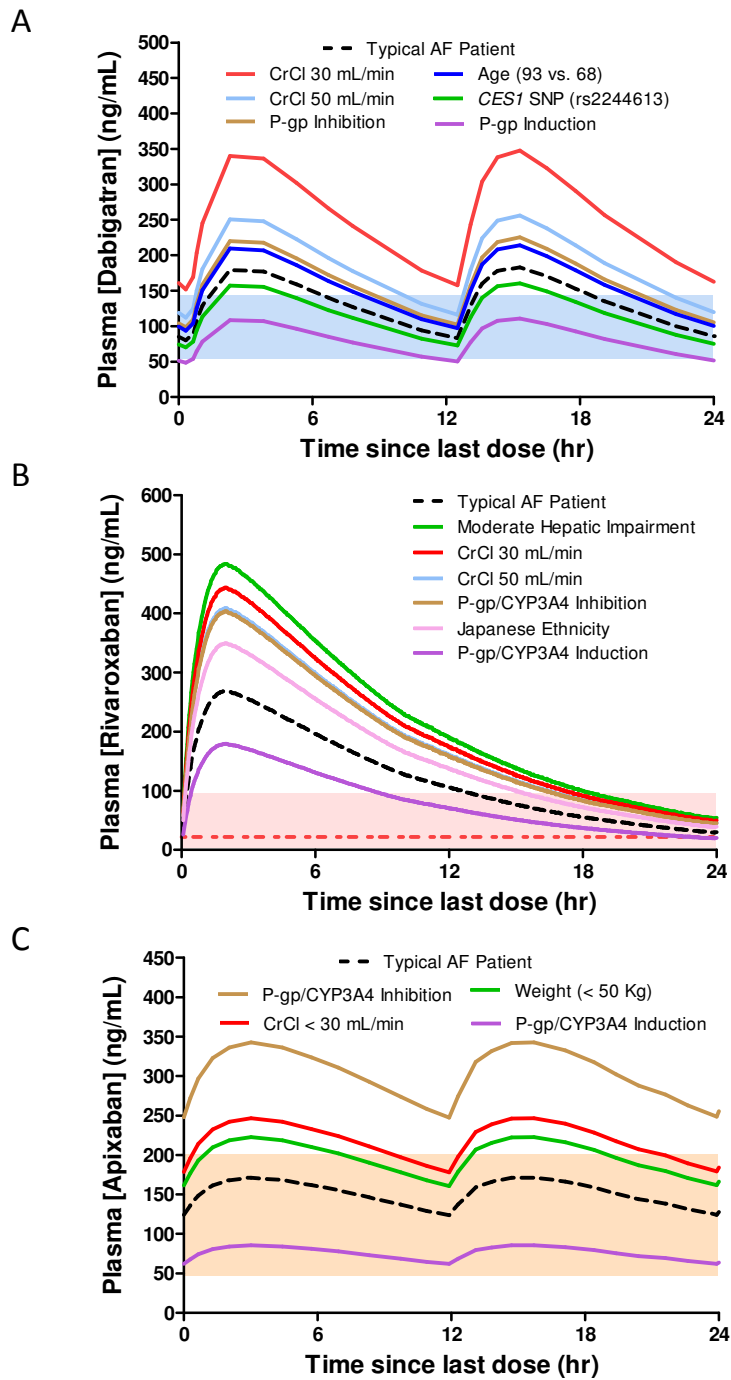 A
500
450
400
350
300
250
200
150
100
50
0
Plasma [Dabigatran] (ng/mL)
Typical AF Patient
CrCl 30 mL/min
Age (93 vs. 68)
CrCl 50 mL/min
CES1 SNP (rs2244613)
P-gp Inhibition
P-gp Induction
0
6
12
18
24
Time since last dose (hr)
B
600
500
400
300
200
100
0
Plasma [Rivaroxaban] (ng/mL)
Typical AF Patient
Moderate Hepatic Impairment
CrCl 30 mL/min
CrCl 50 mL/min
P-gp/CYP3A4 Inhibition
Japanese Ethnicity
P-gp/CYP3A4 Induction
0
6
12
18
24
Time since last dose (hr)
C
450
400
350
300
250
200
150
100
50
0
Plasma [Apixaban] (ng/mL)
Typical AF Patient
P-gp/CYP3A4 Inhibition
Weight (< 50 Kg)
CrCl < 30 mL/min
P-gp/CYP3A4 Induction
0
6
12
18
24
Time since last dose (hr)